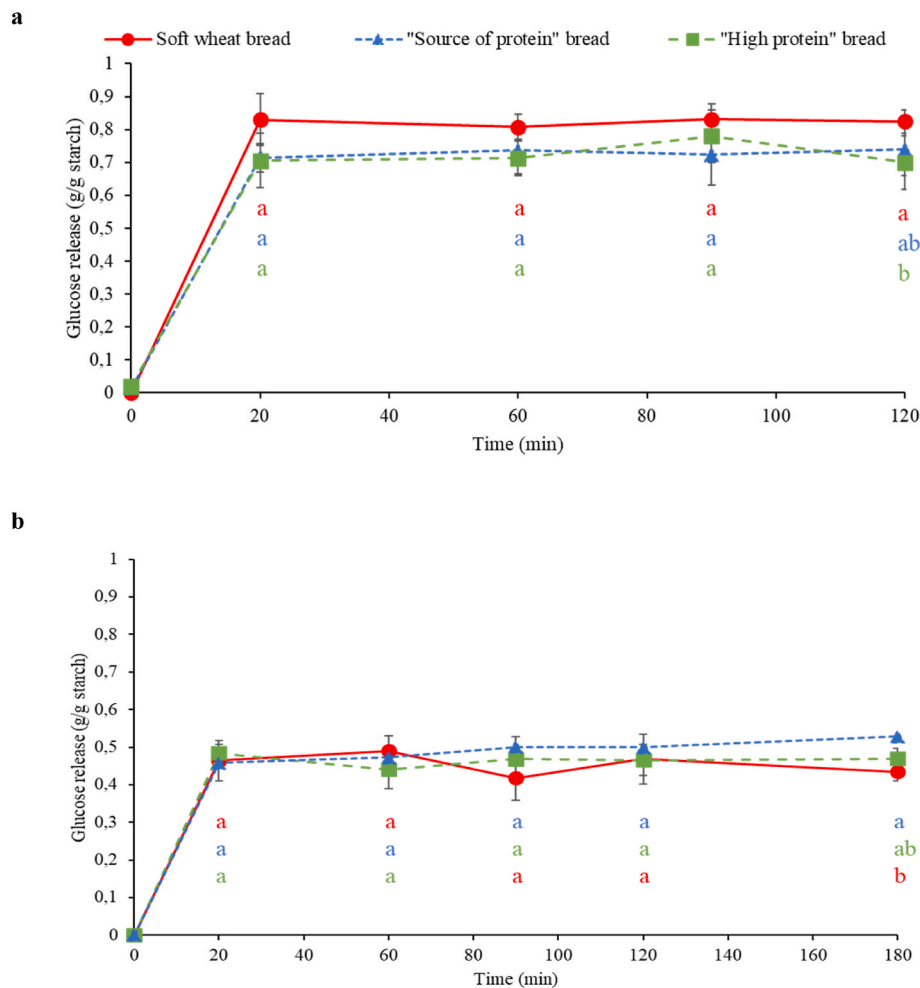 a
Soft wheat bread "Source of protein" bread "High protein" bread
1
0,9
0,8
0,7
0,6
0,5
0,4
0,3
0,2
0,1
0
Glucose release (g/g starch)
a a a a
a a a ab
a a a b
0 20 40 60 80 100 120
Time (min)
b
1
0,9
0,8
0,7
0,6
0,5
0,4
0,3
0,2
0,1
0
Glucose release (g/g starch)
a a a a a
a a a a ab
a a a a b
0 20 40 60 80 100 120 140 160 180
Time (min)